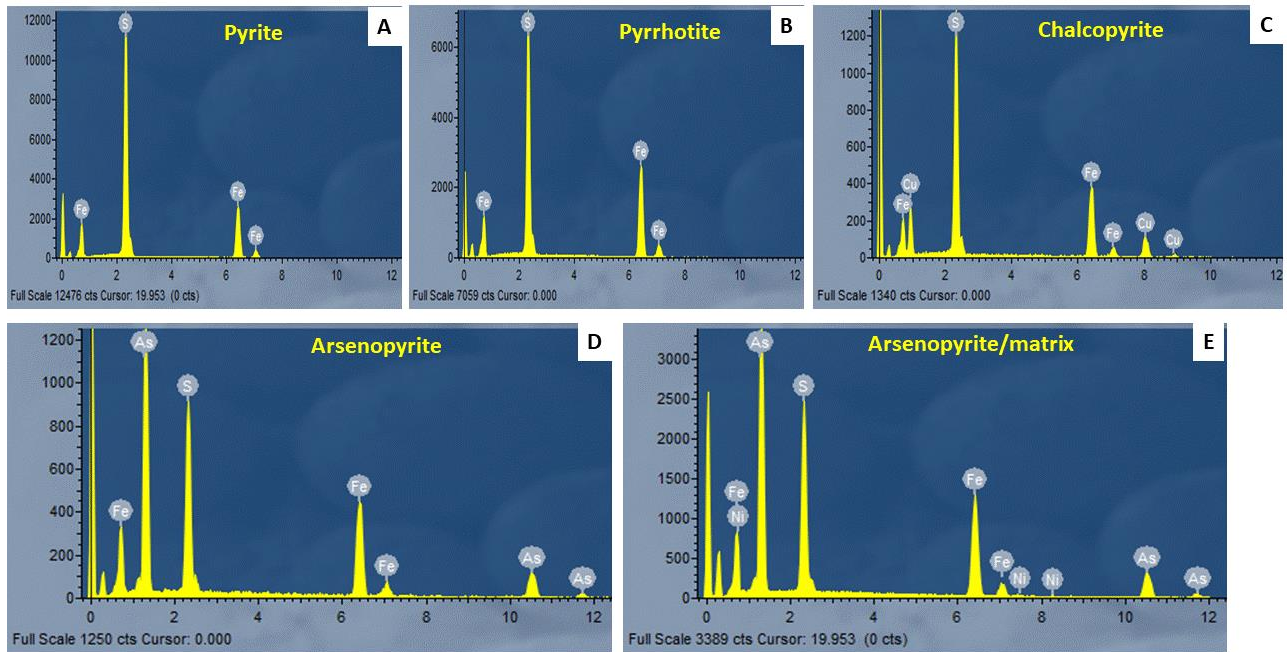 Pyrite
A
12000
10000
8000
6000
4000
2000
0
S
Fe
Fe
Fe
0 2 4 6 8 10 12
Full Scale 12476 cts Cursor: 19.953 (0 cts)
Pyrrhotite
B
6000
4000
2000
0
S
Fe
Fe
Fe
0 2 4 6 8 10 12
Full Scale 7059 cts Cursor: 0.000
Chalcopyrite
C
1200
1000
800
600
400
200
0
S
Cu
Fe
Fe
Fe
Cu
Cu
0 2 4 6 8 10 12
Full Scale 1340 cts Cursor: 0.000
Arsenopyrite
D
1200
1000
800
600
400
200
0
As
S
Fe
Fe
Fe
As
As
0 2 4 6 8 10 12
Full Scale 1250 cts Cursor: 0.000
Arsenopyrite/matrix
E
3000
2500
2000
1500
1000
500
0
As
S
Fe
Ni
Fe
Fe
Ni
Ni
As
As
0 2 4 6 8 10 12
Full Scale 3389 cts Cursor: 19.953 (0 cts)